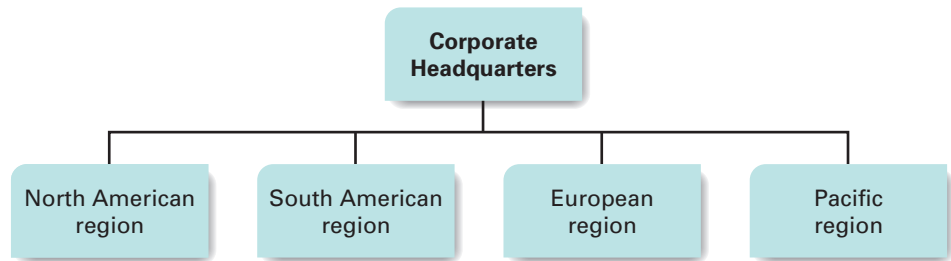 Corporate
Headquarters
North American
region
South American
region
European
region
Pacific
region